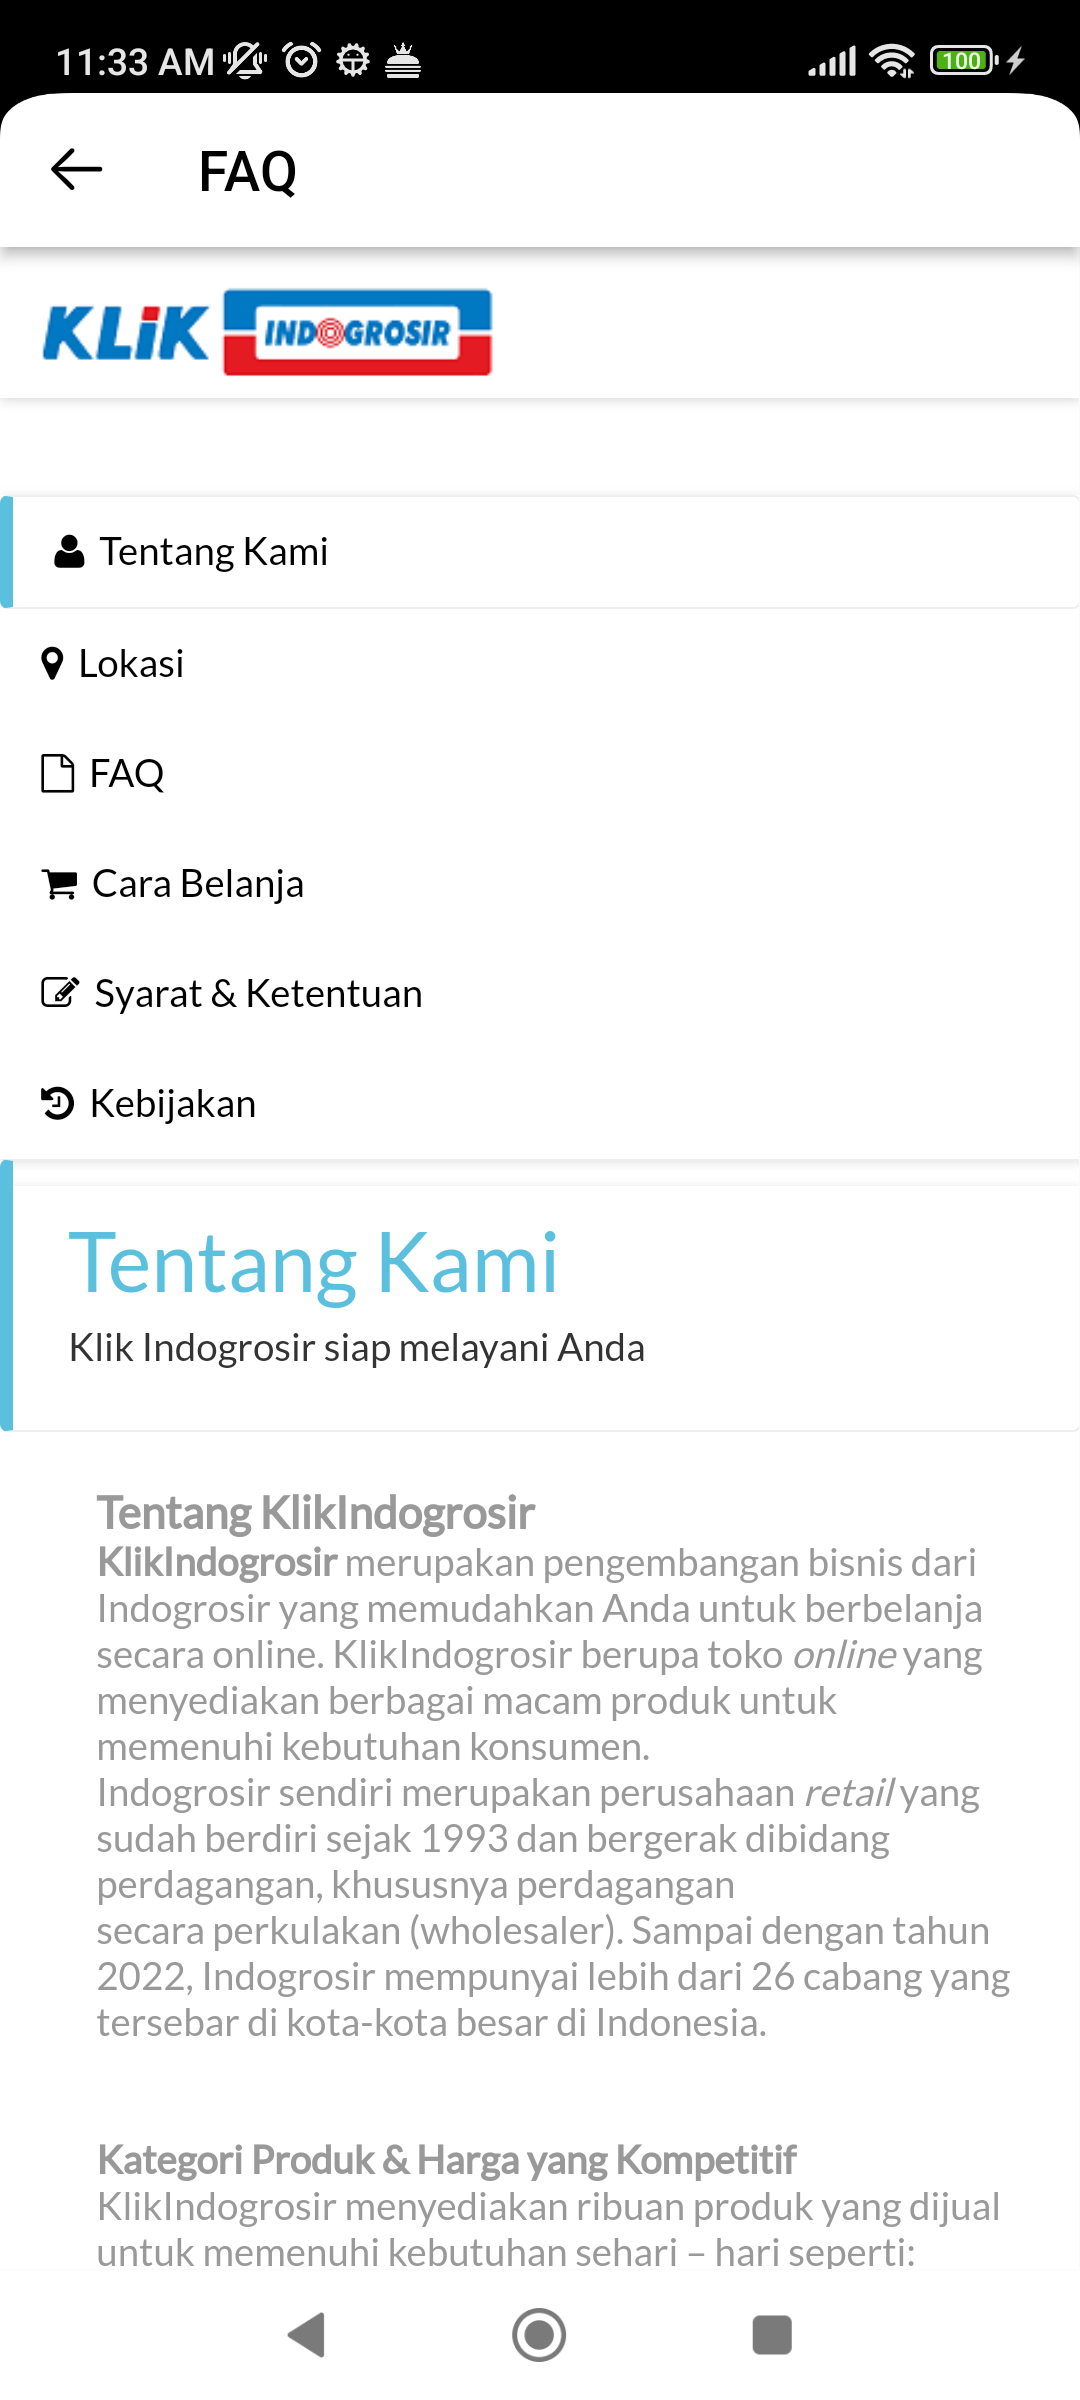 11:33 AM
100
FAQ
KLiK INDOGROSIR
Tentang Kami
Lokasi
FAQ
Cara Belanja
Syarat & Ketentuan
Kebijakan
Tentang Kami
Klik Indogrosir siap melayani Anda
Tentang KlikIndogrosir
KlikIndogrosir merupakan pengembangan bisnis dari
Indogrosir yang memudahkan Anda untuk berbelanja
secara online. KlikIndogrosir berupa toko online yang
menyediakan berbagai macam produk untuk
memenuhi kebutuhan konsumen.
Indogrosir sendiri merupakan perusahaan retail yang
sudah berdiri sejak 1993 dan bergerak dibidang
perdagangan, khususnya perdagangan
secara perkulakan (wholesaler). Sampai dengan tahun
2022, Indogrosir mempunyai lebih dari 26 cabang yang
tersebar di kota-kota besar di Indonesia.
Kategori Produk & Harga yang Kompetitif
KlikIndogrosir menyediakan ribuan produk yang dijual
untuk memenuhi kebutuhan sehari – hari seperti: